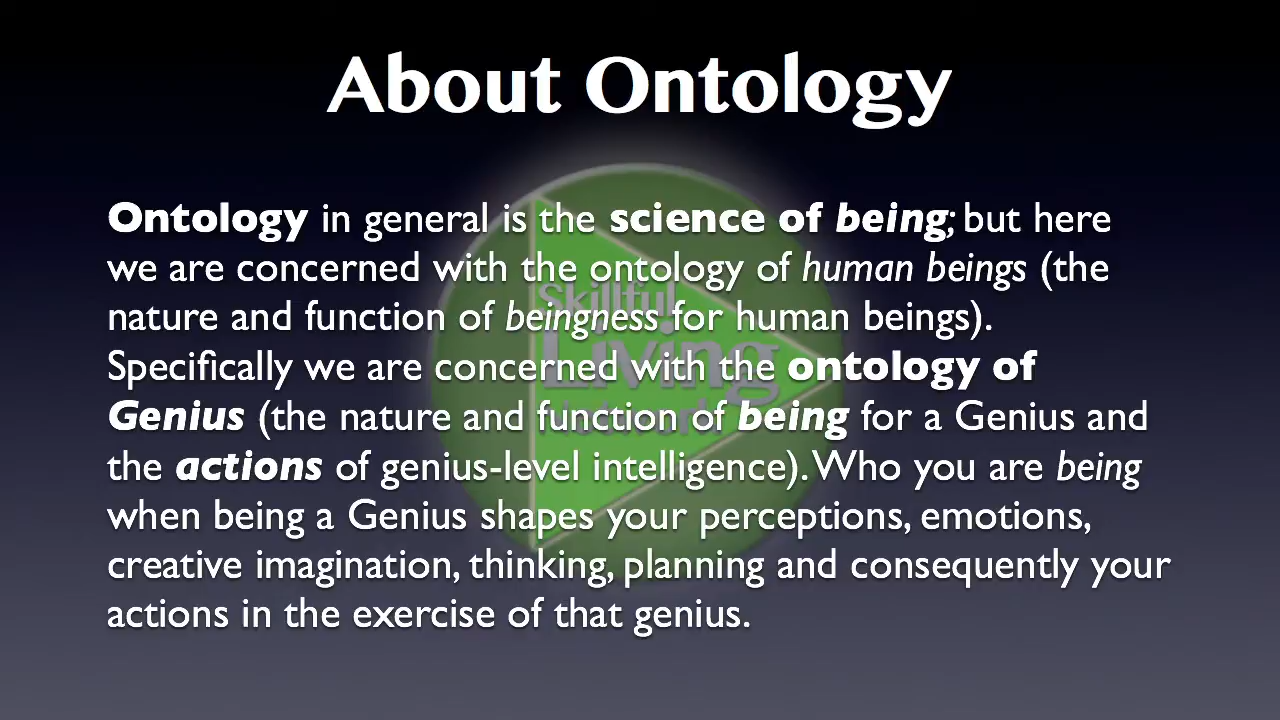 About Ontology
Ontology in general is the science of being; but here
we are concerned with the ontology of human beings (the
nature and function of beingness for human beings).
Specifically we are concerned with the ontology of
Genius (the nature and function of being for a Genius and
the actions of genius-level intelligence). Who you are being
when being a Genius shapes your perceptions, emotions,
creative imagination, thinking, planning and consequently your
actions in the exercise of that genius.
Skillful
Living
Network